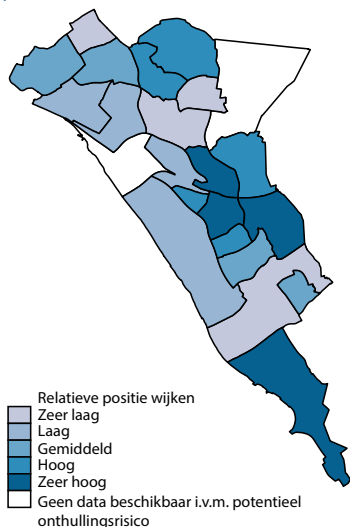 Relatieve positie wijken
Zeer laag
Laag
Gemiddeld
Hoog
Zeer hoog
Geen data beschikbaar i.v.m. potentieel
onthullingsrisico